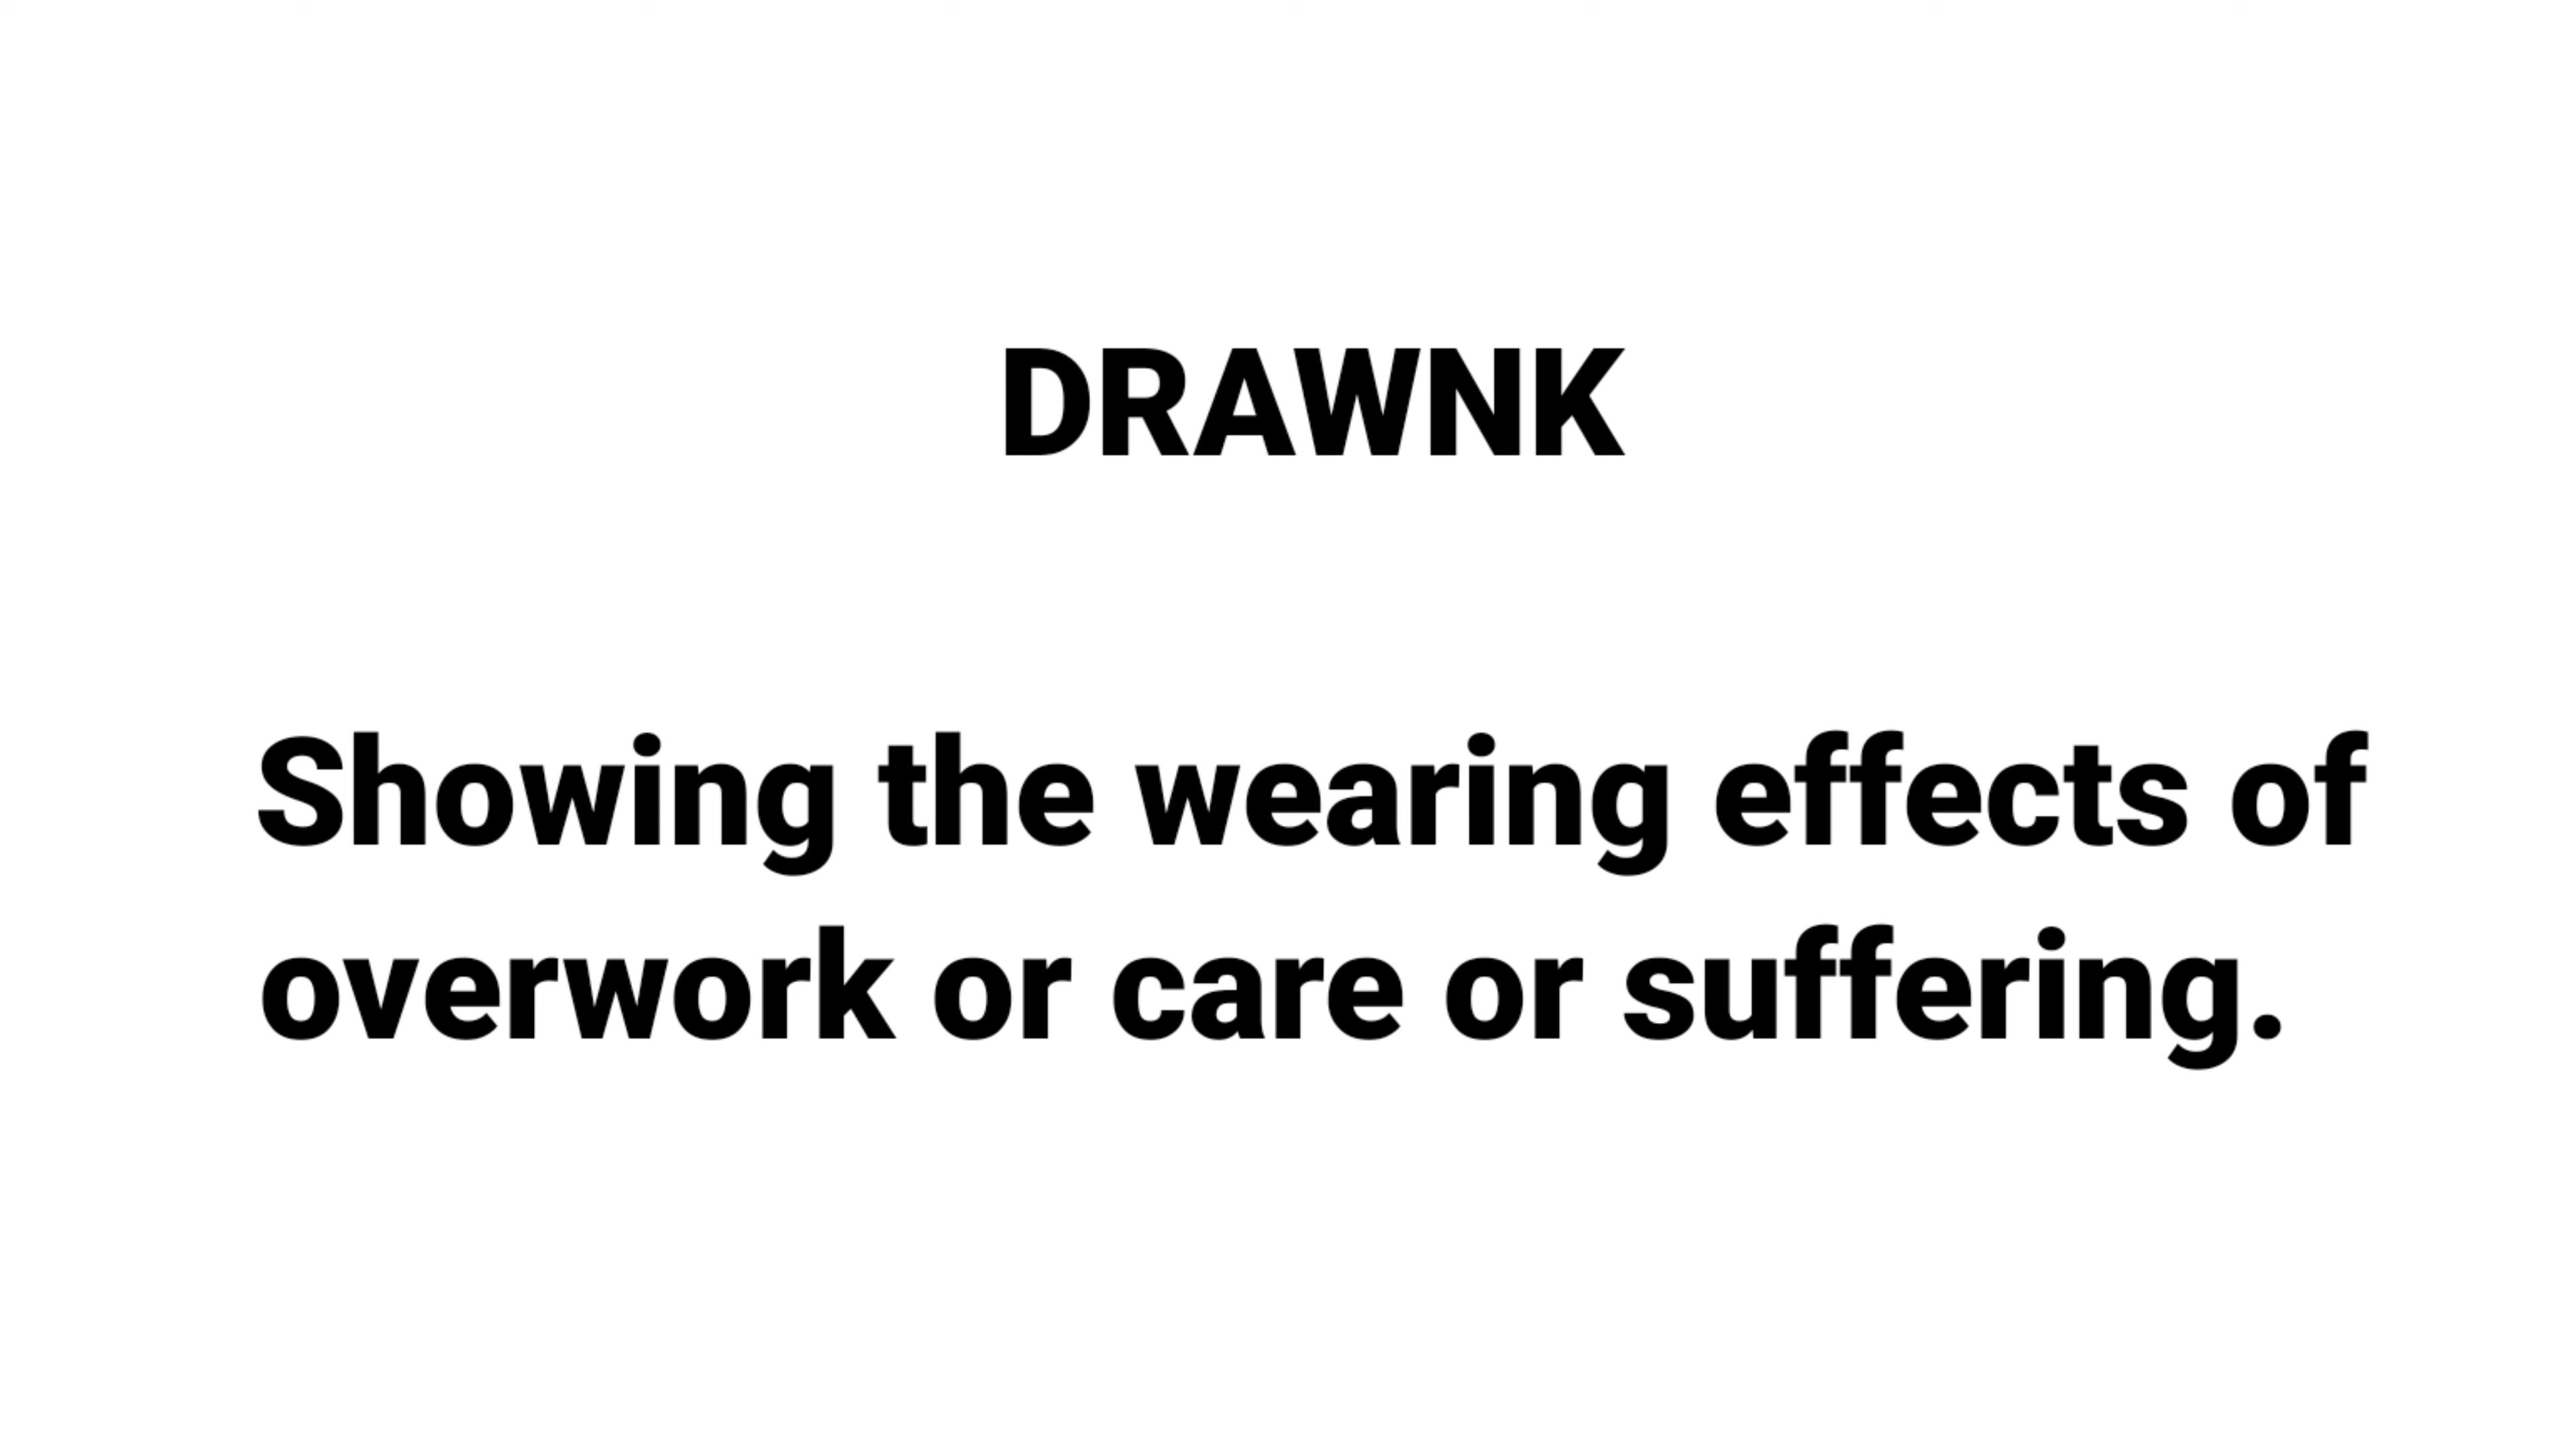 DRAWNK
Showing the wearing effects of
overwork or care or suffering.